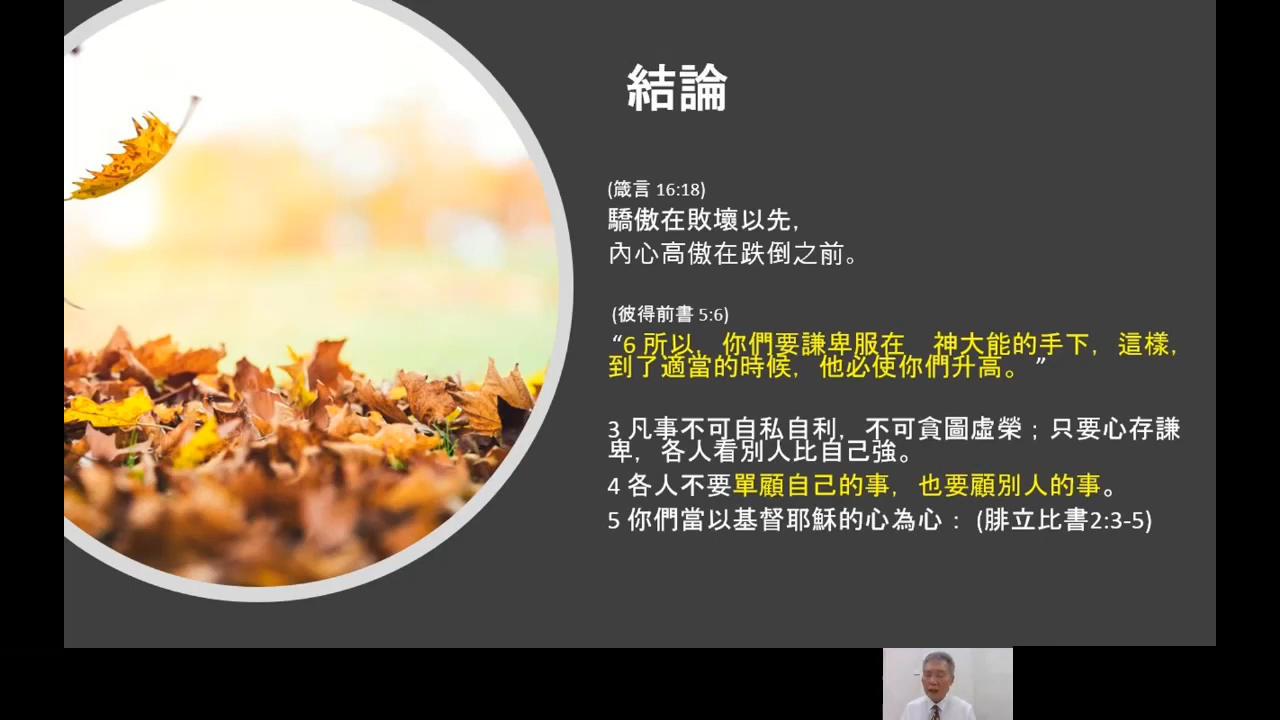 結論
(箴言 16:18)
驕傲在敗壞以先，
內心高傲在跌倒之前。
(彼得前書 5:6)
“6 所以，你們要謙卑服在　神大能的手下，這樣，
到了適當的時候，他必使你們升高。”
3 凡事不可自私自利，不可貪圖虛榮；只要心存謙
卑，各人看別人比自己強。
4 各人不要單顧自己的事，也要顧別人的事。
5 你們當以基督耶穌的心為心： (腓立比書2:3-5)